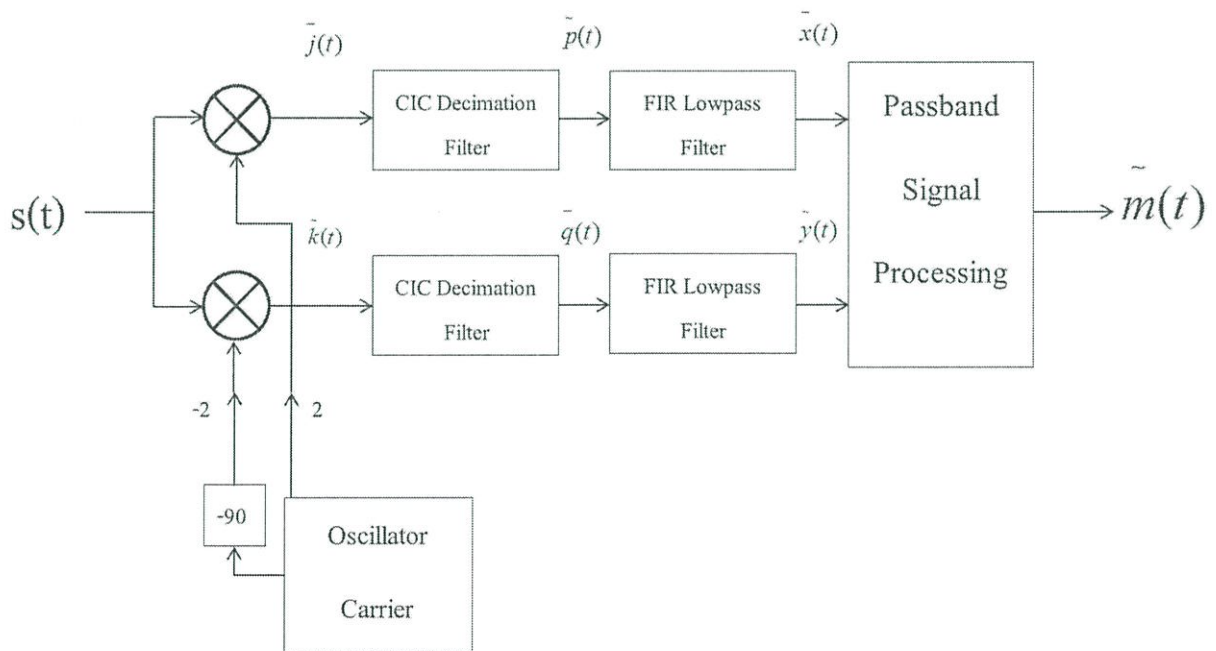 j̄(t) p̃(t) x̄(t)
CIC Decimation
Filter
FIR Lowpass
Filter
Passband
Signal
Processing
s(t)
m̃(t)
k̃(t) q̄(t) ỹ(t)
CIC Decimation
Filter
FIR Lowpass
Filter
-2 2
-90
Oscillator
Carrier